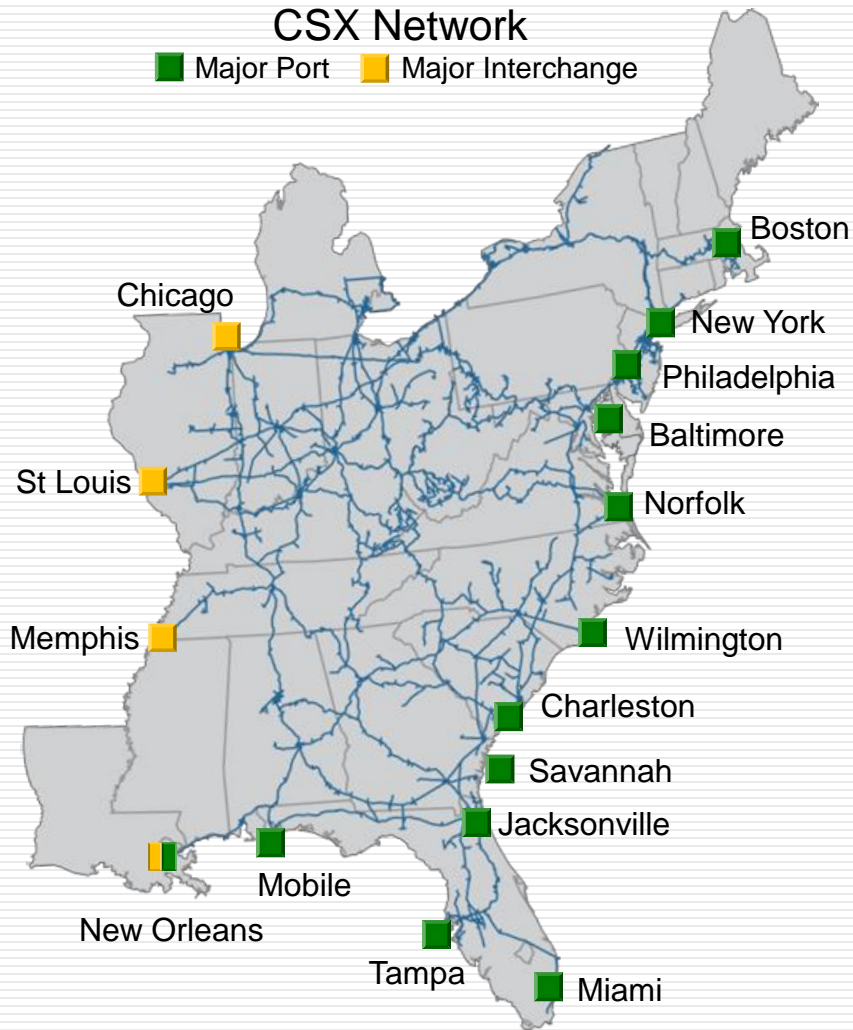 CSX Network
Major Port Major Interchange
Boston
Chicago
New York
Philadelphia
Baltimore
St Louis
Norfolk
Memphis
Wilmington
Charleston
Savannah
Jacksonville
Mobile
New Orleans
Tampa
Miami